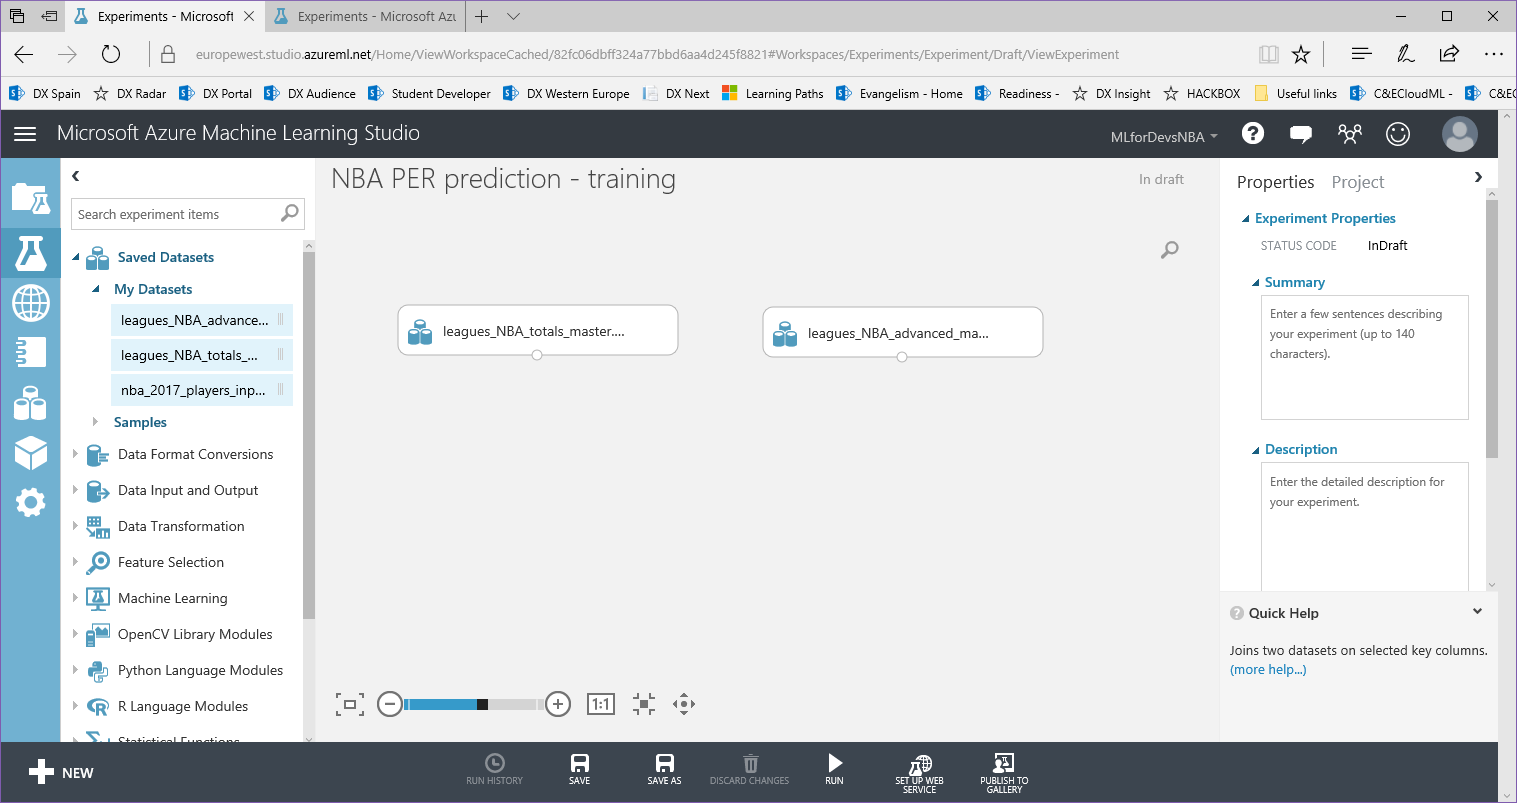 Experiments - Microsoft
Experiments - Microsoft Azu
europewest.studio.azureml.net/Home/ViewWorkspaceCached/82fc06dbff324a77bbd6aa4d245f8821#Workspaces/Experiments/Experiment/Draft/ViewExperiment
DX Spain
DX Radar
DX Portal
DX Audience
Student Developer
DX Western Europe
DX Next
Learning Paths
Evangelism - Home
Readiness -
DX Insight
HACKBOX
Useful links
C&ECloudML -
C&EC
Microsoft Azure Machine Learning Studio
MLforDevsNBA
Search experiment items
Saved Datasets
My Datasets
leagues_NBA_advance...
leagues_NBA_totals_...
nba_2017_players_inp...
Samples
Data Format Conversions
Data Input and Output
Data Transformation
Feature Selection
Machine Learning
OpenCV Library Modules
Python Language Modules
R Language Modules
Statistical Functions
NBA PER prediction - training
In draft
leagues_NBA_totals_master....
leagues_NBA_advanced_ma...
1:1
Properties
Project
Experiment Properties
STATUS CODE InDraft
Summary
Enter a few sentences describing
your experiment (up to 140
characters).
Description
Enter the detailed description for
your experiment.
Quick Help
Joins two datasets on selected key columns.
(more help...)
NEW
RUN HISTORY
SAVE
SAVE AS
DISCARD CHANGES
RUN
SET UP WEB
SERVICE
PUBLISH TO
GALLERY